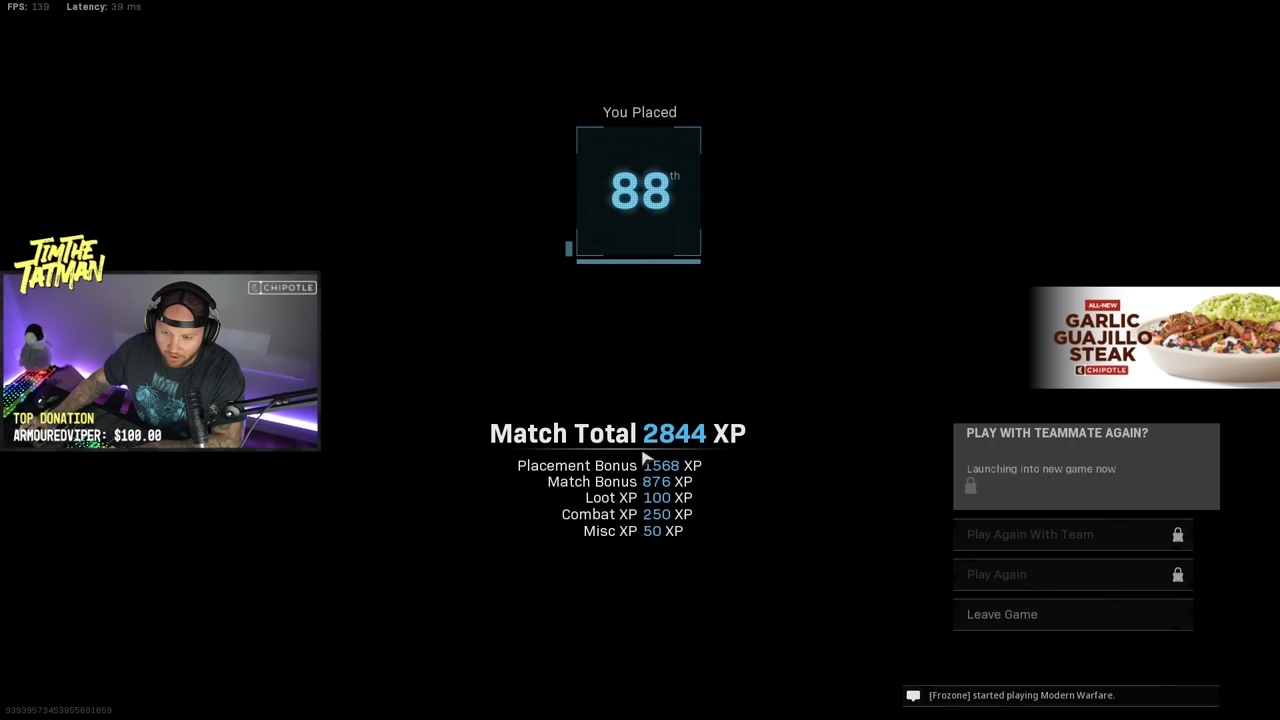 FPS: 139 Latency: 39 ms
You Placed
88th
TIMTHE
TATMAN
CHIPOTLE
TOP DONATION
ARMOUREDVIPER: $100.00
ALL-NEW
GARLIC
GUAJILLO
STEAK
CHIPOTLE
Match Total 2844 XP
Placement Bonus 1568 XP
Match Bonus 876 XP
Loot XP 100 XP
Combat XP 250 XP
Misc XP 50 XP
PLAY WITH TEAMMATE AGAIN?
Launching into new game now
Play Again With Team
Play Again
Leave Game
[Frozone] started playing Modern Warfare.
93939573453855691659